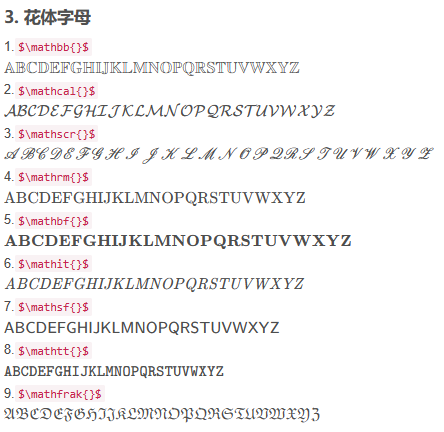 3. 花体字母
1. $\mathbb{}$
𝔸𝔹ℂ𝔻𝔼𝔽𝔾ℍ𝕀𝕁𝕂𝕃𝕄ℕ𝕆ℙℚℝ𝕊𝕋𝕌𝕍𝕎𝕏𝕐ℤ
2. $\mathcal{}$
𝒜ℬ𝒞𝒟ℰℱ𝒢ℋℐ𝒥𝒦ℒℳ𝒩𝒪𝒫𝒬ℛ𝒮𝒯𝒰𝒱𝒲𝒳𝒴𝒵
3. $\mathscr{}$
𝒜ℬ𝒞𝒟ℰℱ𝒢ℋℐ𝒥𝒦ℒℳ𝒩𝒪𝒫𝒬ℛ𝒮𝒯𝒰𝒱𝒲𝒳𝒴𝒵
4. $\mathrm{}$
ABCDEFGHIJKLMNOPQRSTUVWXYZ
5. $\mathbf{}$
ABCDEFGHIJKLMNOPQRSTUVWXYZ
6. $\mathit{}$
ABCDEFGHIJKLMNOPQRSTUVWXYZ
7. $\mathsf{}$
ABCDEFGHIJKLMNOPQRSTUVWXYZ
8. $\mathtt{}$
ABCDEFGHIJKLMNOPQRSTUVWXYZ
9. $\mathfrak{}$
𝔄𝔅ℭ𝔇𝔈𝔉𝔊ℌℑ𝔍𝔎𝔏𝔐𝔑𝔒𝔓𝔔ℜ𝔖𝔗𝔘𝔙𝔚𝔛𝔜ℨ